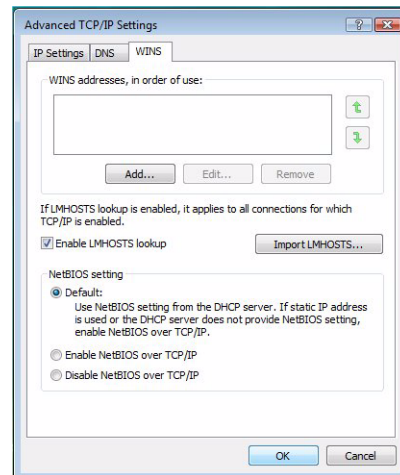 Advanced TCP/IP Settings
IP Settings DNS WINS
WINS addresses, in order of use:
Add... Edit... Remove
If LMHOSTS lookup is enabled, it applies to all connections for which
TCP/IP is enabled.
Enable LMHOSTS lookup Import LMHOSTS...
NetBIOS setting
Default:
Use NetBIOS setting from the DHCP server. If static IP address
is used or the DHCP server does not provide NetBIOS setting,
enable NetBIOS over TCP/IP.
Enable NetBIOS over TCP/IP
Disable NetBIOS over TCP/IP
OK Cancel